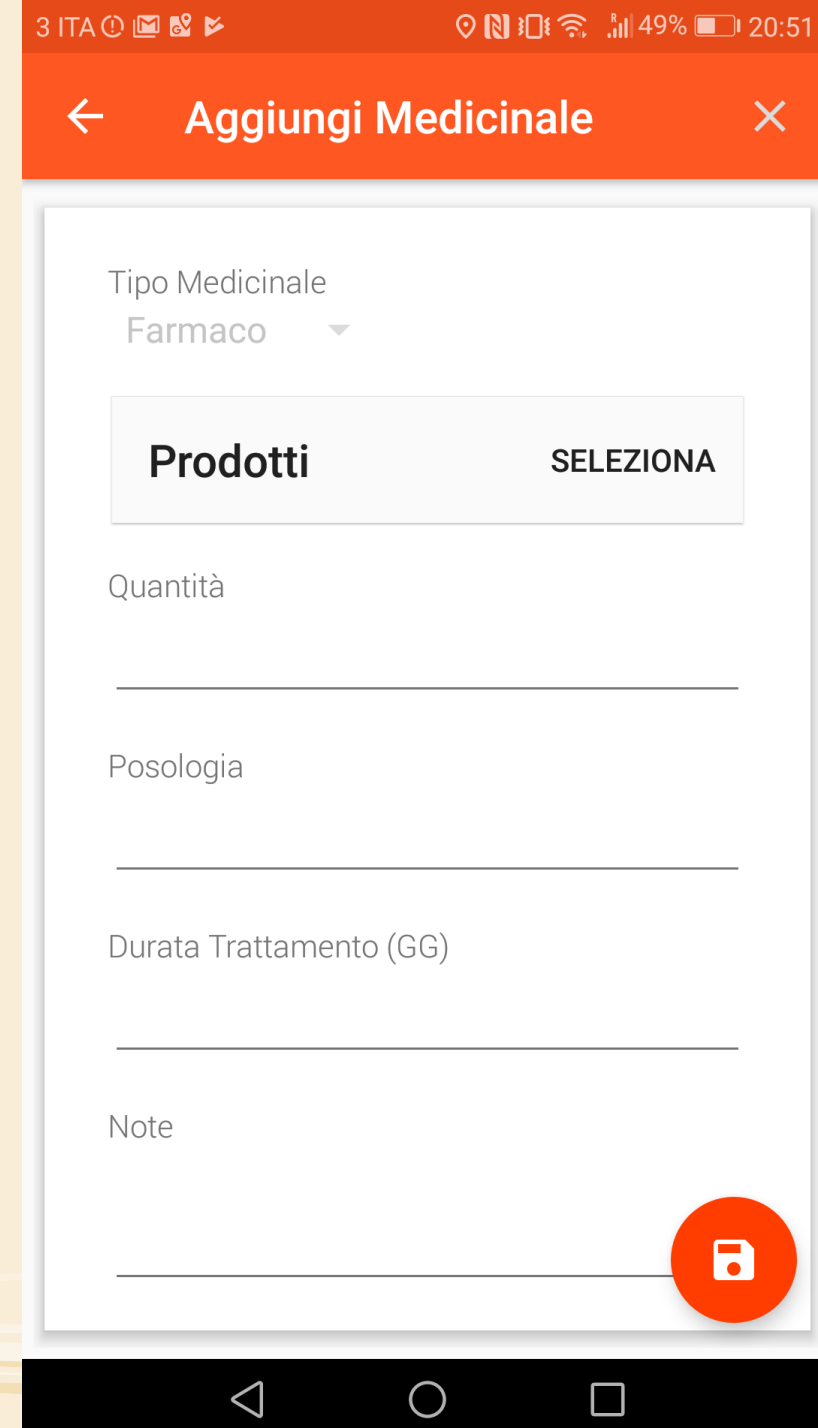 3 ITA 49% 20:51
Aggiungi Medicinale
Tipo Medicinale
Farmaco
Prodotti SELEZIONA
Quantità
Posologia
Durata Trattamento (GG)
Note